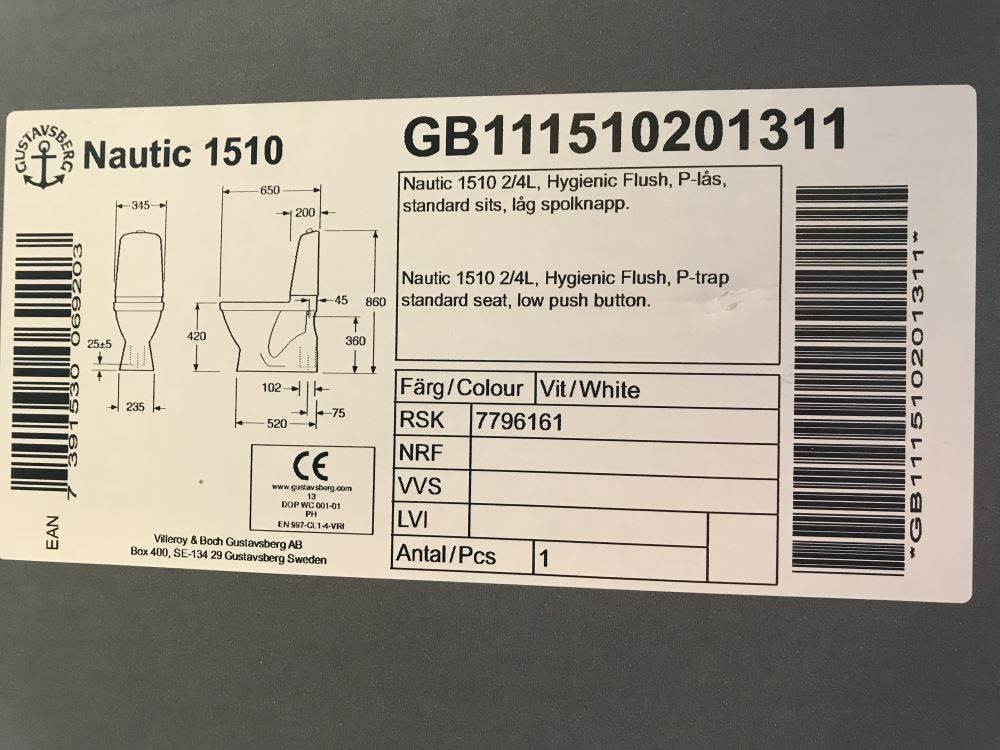 GUSTAVSBERG
Nautic 1510
GB111510201311
Nautic 1510 2/4L, Hygienic Flush, P-lås,
standard sits, låg spolknapp.
Nautic 1510 2/4L, Hygienic Flush, P-trap
standard seat, low push button.
345
650
200
45
860
420
360
25±5
102
75
235
520
EAN
7 391530 069203
CE
www.gustavsberg.com
13
DOP WC 001-01
PH
EN 997-CL1-4-VRI
Villeroy & Boch Gustavsberg AB
Box 400, SE-134 29 Gustavsberg Sweden
Färg/Colour Vit/White
RSK 7796161
NRF
VVS
LVI
Antal/Pcs 1
*GB111510201311*